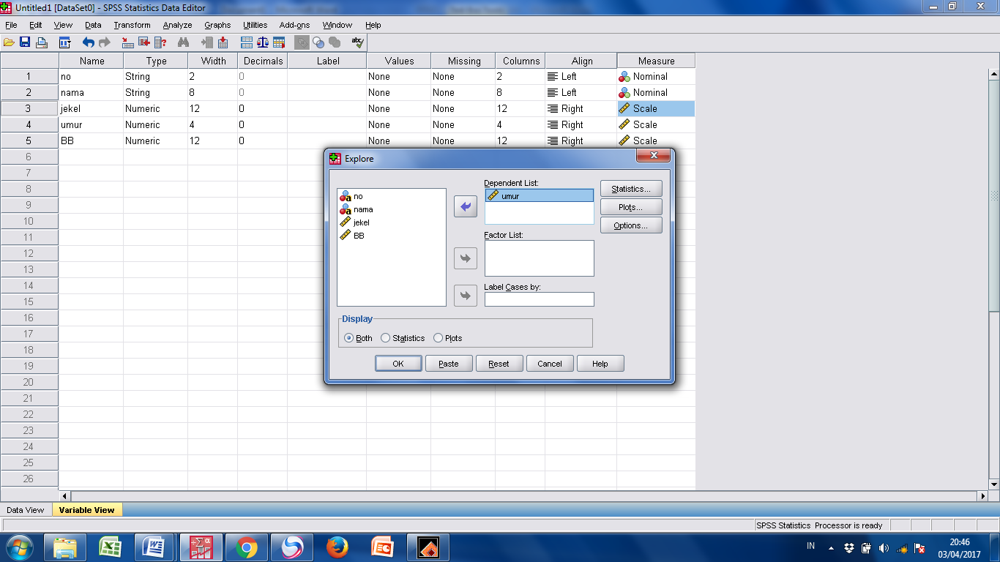 Untitled1 [DataSet0] - SPSS Statistics Data Editor
File Edit View Data Transform Analyze Graphs Utilities Add-ons Window Help
Name Type Width Decimals Label Values Missing Columns Align Measure
1 no String 2 0 None None 2 Left Nominal
2 nama String 8 0 None None 8 Left Nominal
3 jekel Numeric 12 0 None None 12 Right Scale
4 umur Numeric 4 0 None None 4 Right Scale
5 BB Numeric 12 0 None None 12 Right Scale
6
7
8
9
10
11
12
13
14
15
16
17
18
19
20
21
22
23
24
25
26
Explore
no
nama
jekel
BB
Dependent List:
umur
Factor List:
Label Cases by:
Statistics...
Plots...
Options...
Display
Both Statistics Plots
OK Paste Reset Cancel Help
Data View Variable View
SPSS Statistics Processor is ready
IN
20:46
03/04/2017